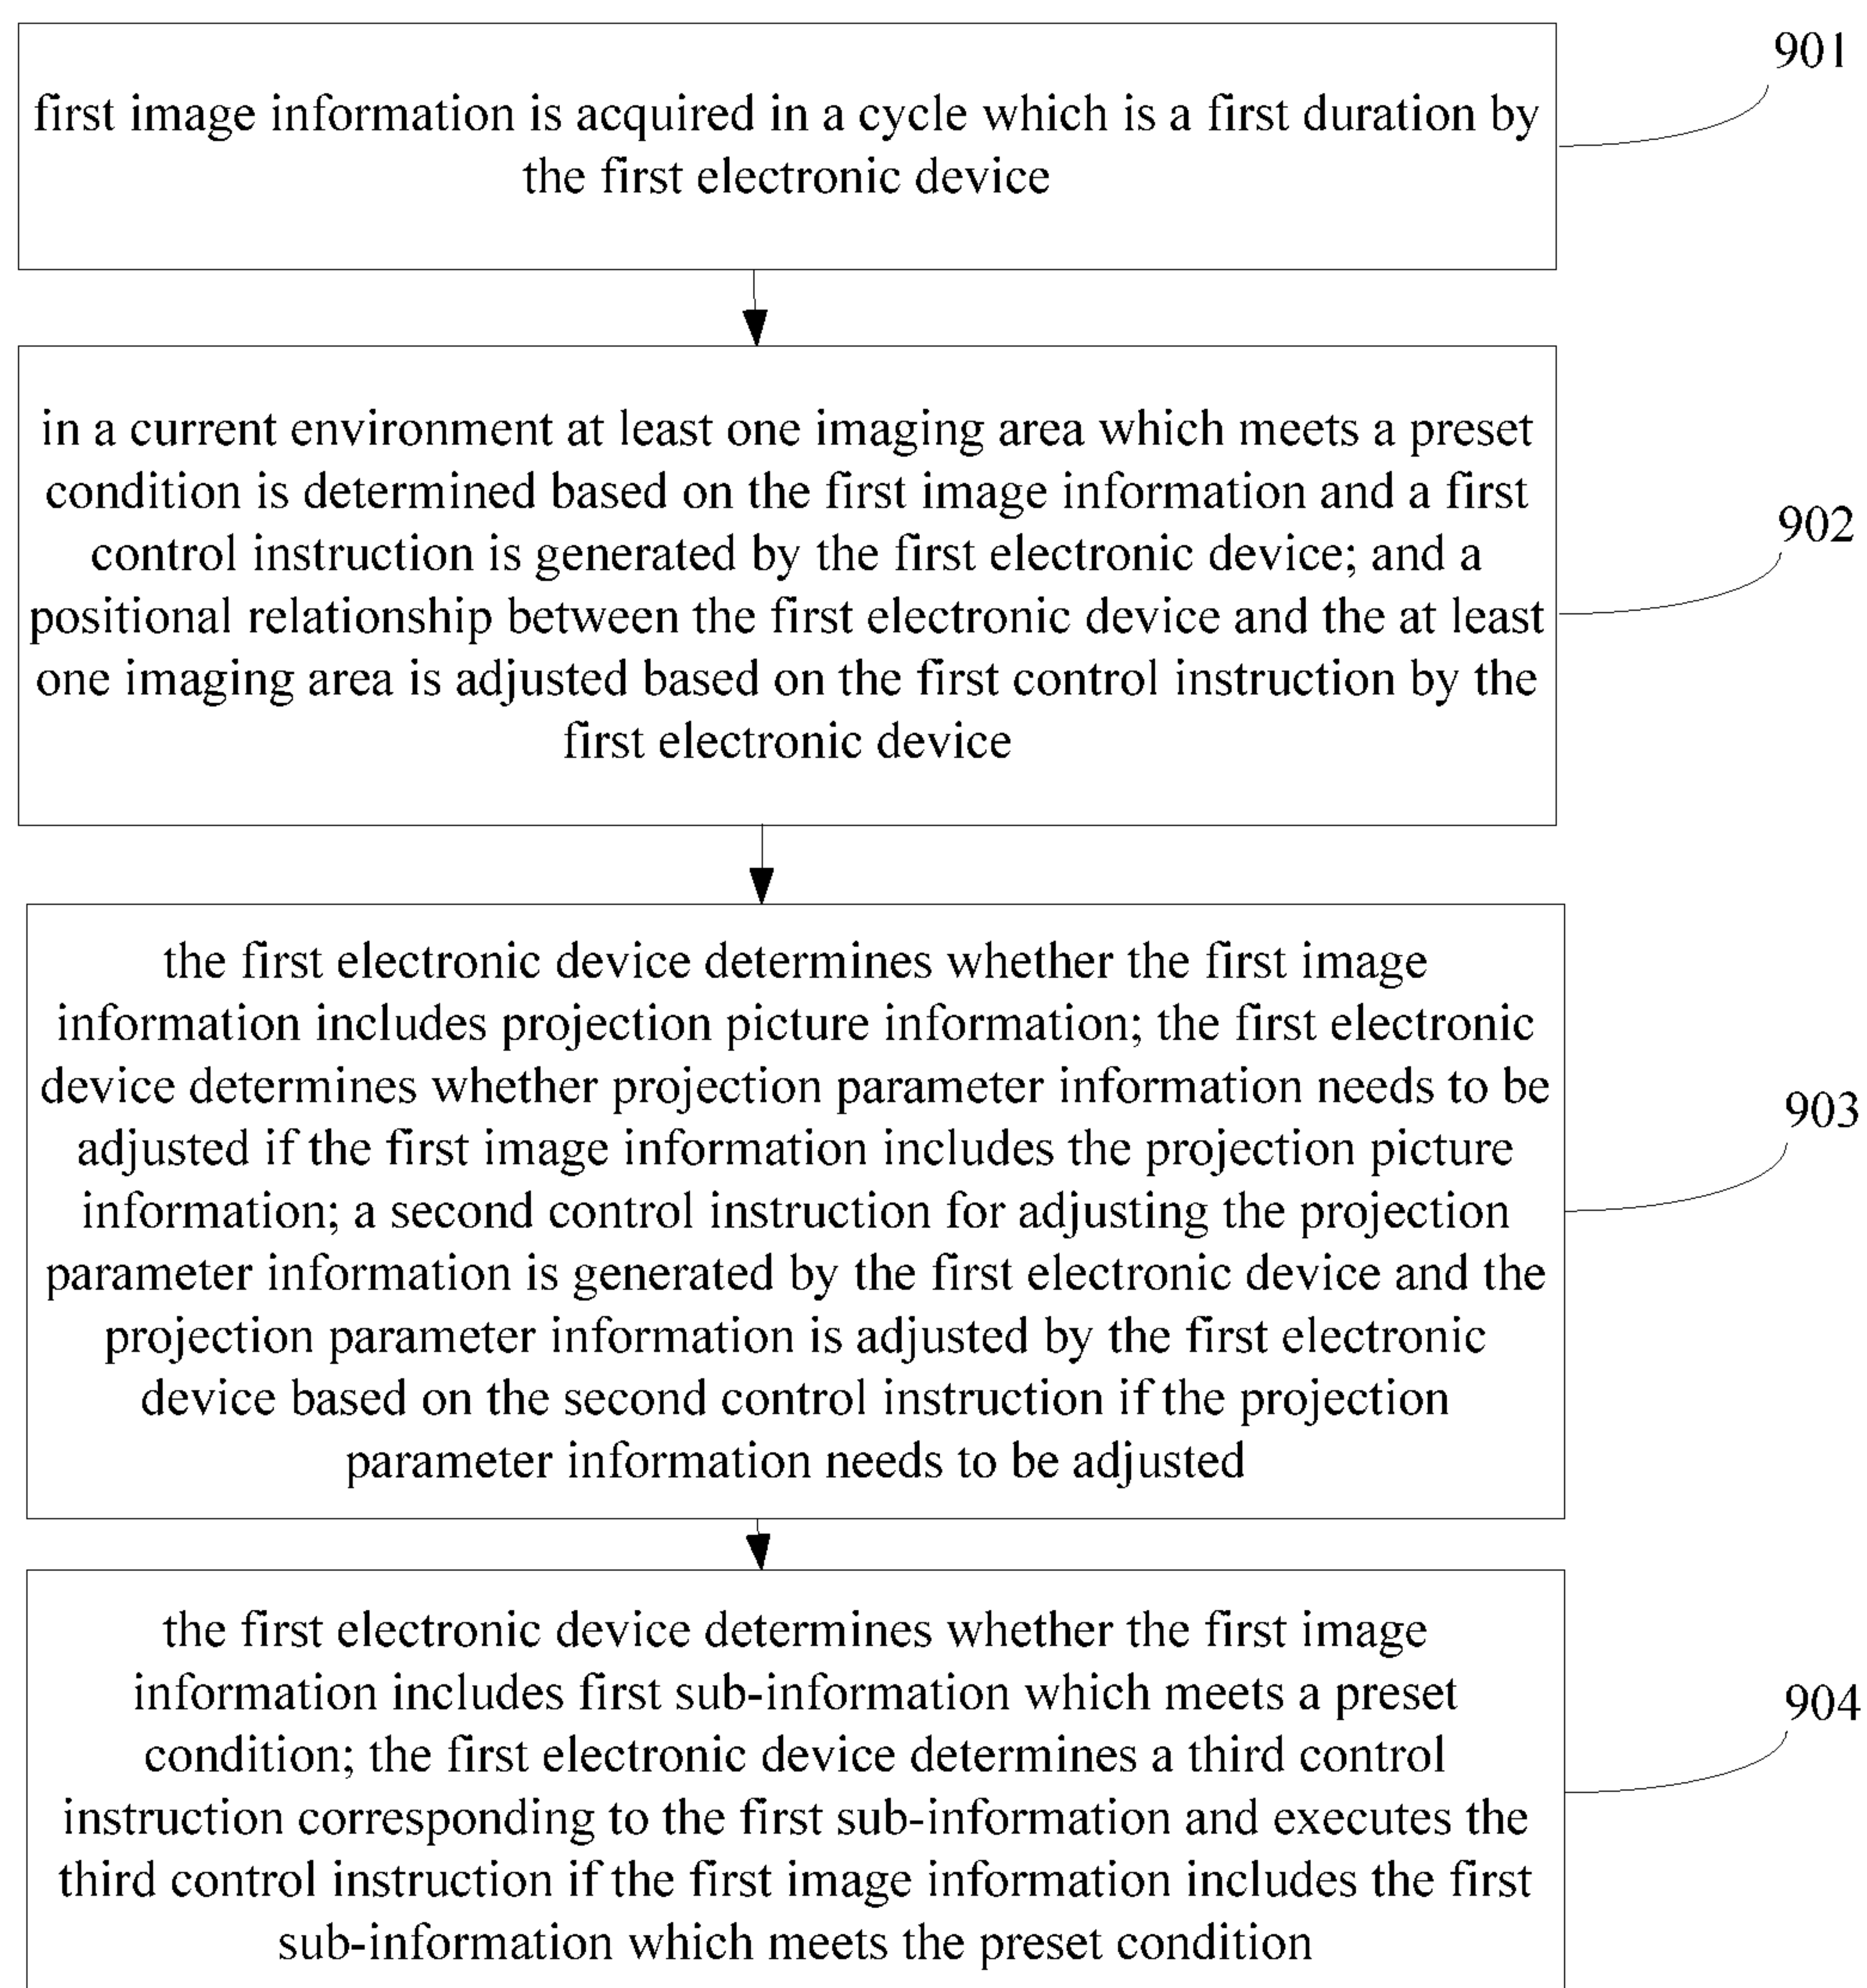 901
first image information is acquired in a cycle which is a first duration by
the first electronic device
in a current environment at least one imaging area which meets a preset
condition is determined based on the first image information and a first
902
control instruction is generated by the first electronic device; and a
positional relationship between the first electronic device and the at least
one imaging area is adjusted based on the first control instruction by the
first electronic device
the first electronic device determines whether the first image
information includes projection picture information; the first electronic
device determines whether projection parameter information needs to be
903
adjusted if the first image information includes the projection picture
information; a second control instruction for adjusting the projection
parameter information is generated by the first electronic device and the
projection parameter information is adjusted by the first electronic
device based on the second control instruction if the projection
parameter information needs to be adjusted
the first electronic device determines whether the first image
information includes first sub-information which meets a preset
904
condition; the first electronic device determines a third control
instruction corresponding to the first sub-information and executes the
third control instruction if the first image information includes the first
sub-information which meets the preset condition